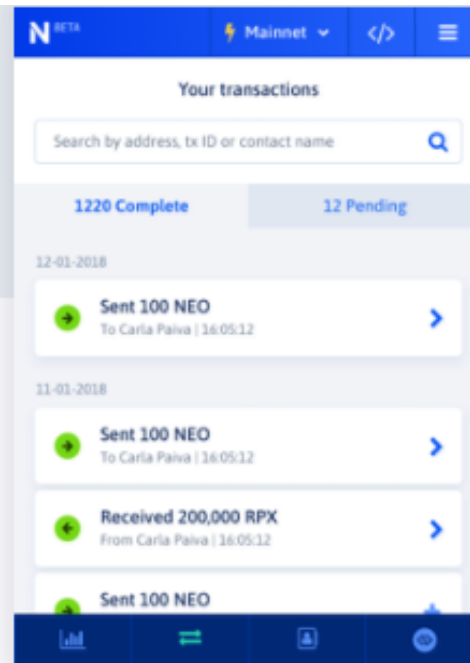 N BETA
Mainnet
</>
Your transactions
Search by address, tx ID or contact name
1220 Complete
12 Pending
12-01-2018
Sent 100 NEO
To Carla Paiva | 16:05:12
11-01-2018
Sent 100 NEO
To Carla Paiva | 16:05:12
Received 200,000 RPX
From Carla Paiva | 16:05:12
Sent 100 NEO